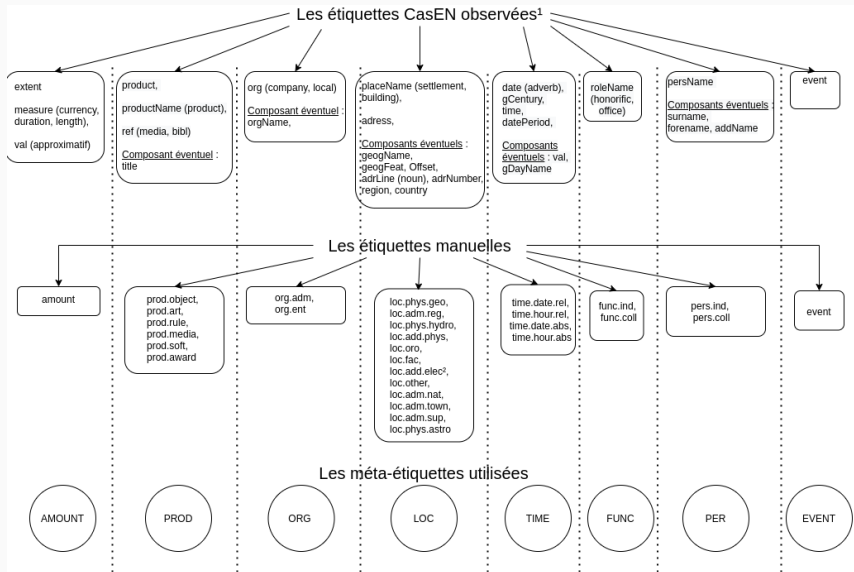 Les étiquettes CasEN observées¹
extent
measure (currency,
duration, length),
val (approximatif)
product,
productName (product),
ref (media, bibl)
Composant éventuel :
title
org (company, local)
Composant éventuel :
orgName,
placeName (settlement,
building),
adress,
Composants éventuels :
geogName,
geogFeat, Offset,
adrLine (noun), adrNumber,
region, country
date (adverb),
gCentury,
time,
datePeriod,
Composants
éventuels : val,
gDayName
roleName
(honorific,
office)
persName
Composants éventuels :
surname,
forename, addName
event
Les étiquettes manuelles
amount
prod.object,
prod.art,
prod.rule,
prod.media,
prod.soft,
prod.award
org.adm,
org.ent
loc.phys.geo,
loc.adm.reg,
loc.phys.hydro,
loc.add.phys,
loc.oro,
loc.fac,
loc.add.elec²,
loc.other,
loc.adm.nat,
loc.adm.town,
loc.adm.sup,
loc.phys.astro
time.date.rel,
time.hour.rel,
time.date.abs,
time.hour.abs
func.ind,
func.coll
pers.ind,
pers.coll
event
Les méta-étiquettes utilisées
AMOUNT
PROD
ORG
LOC
TIME
FUNC
PER
EVENT